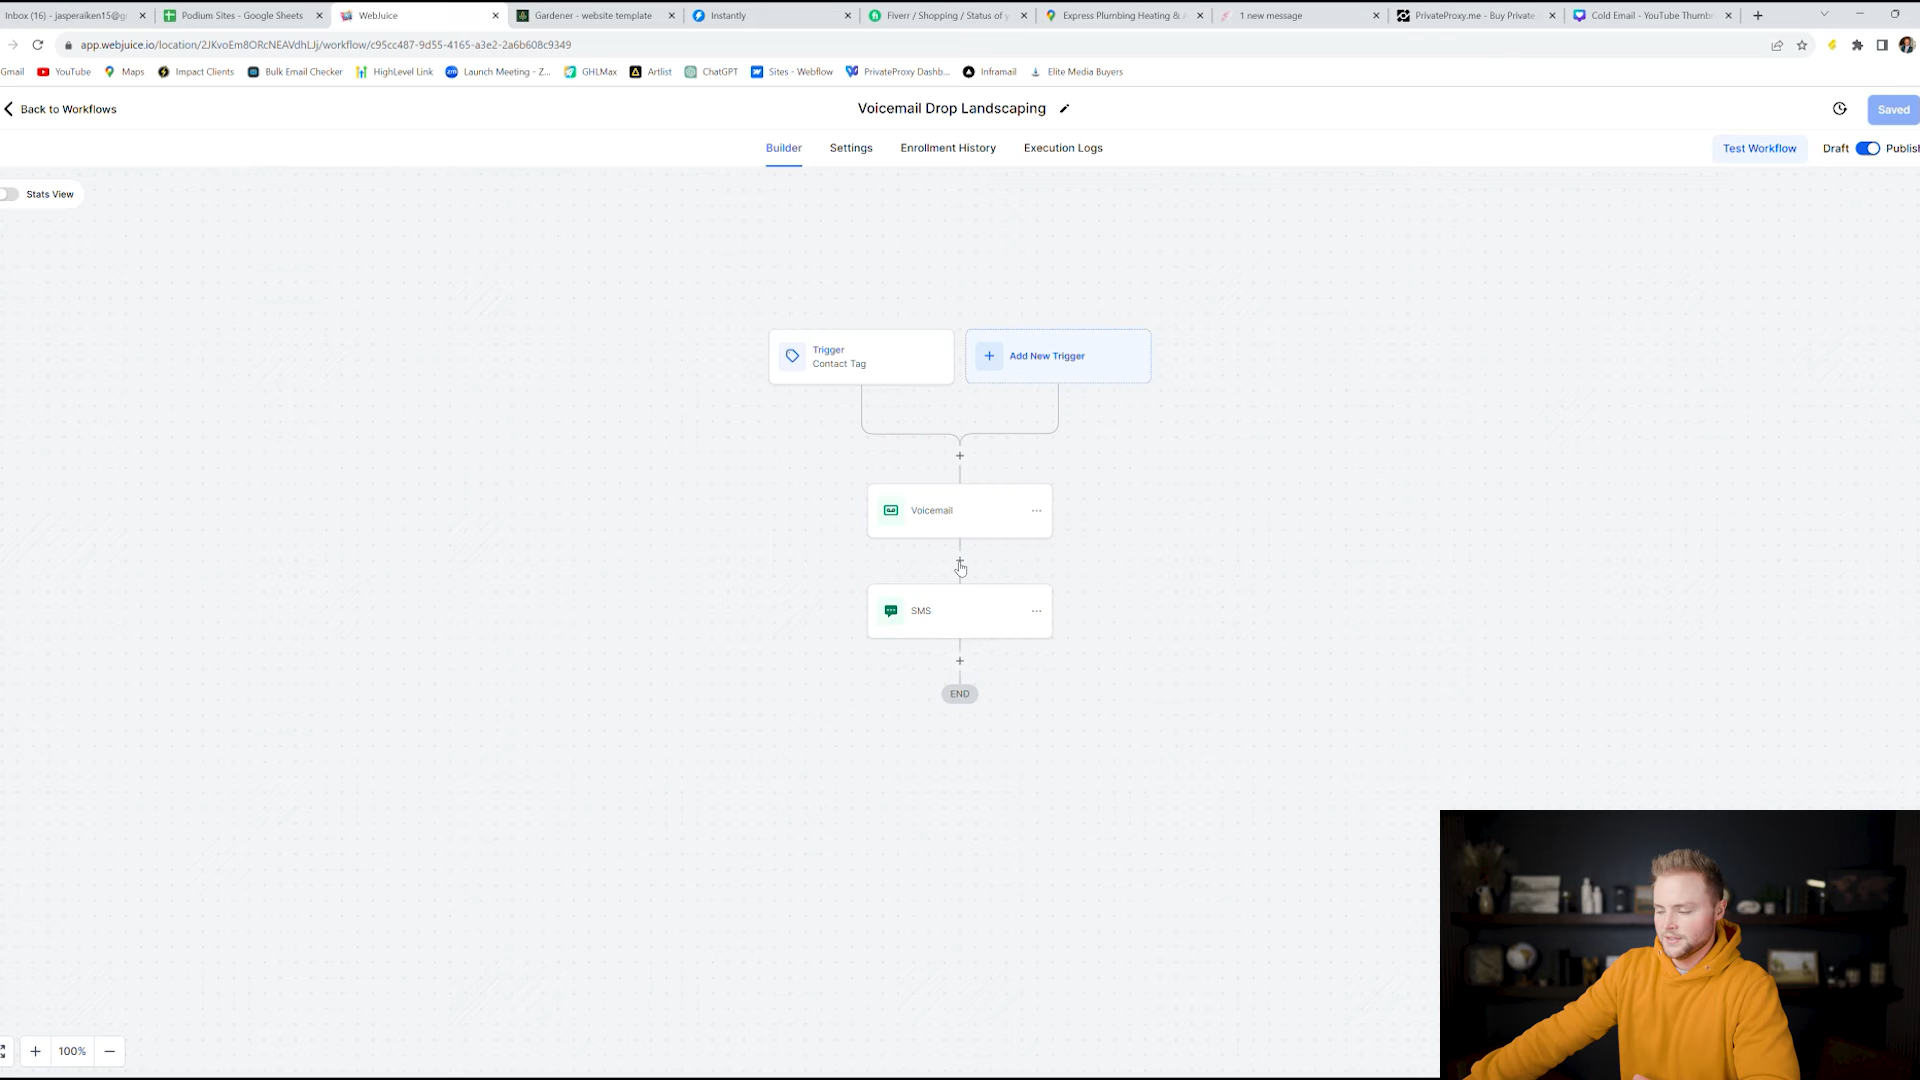 Inbox (16) - jasperaiken15@g
Podium Sites - Google Sheets
WebJuice
Gardener - website template
Instantly
Fiverr / Shopping / Status of y
Express Plumbing Heating & A
1 new message
PrivateProxy.me - Buy Private
Cold Email - YouTube Thumbn
app.webjuice.io/location/2JKvoEm8ORcNEAVdhLJj/workflow/c95cc487-9d55-4165-a3e2-2a6b608c9349
Gmail
YouTube
Maps
Impact Clients
Bulk Email Checker
HighLevel Link
Launch Meeting - Z...
GHLMax
Artlist
ChatGPT
Sites - Webflow
PrivateProxy Dashb...
Inframail
Elite Media Buyers
Back to Workflows
Voicemail Drop Landscaping
Saved
Builder
Settings
Enrollment History
Execution Logs
Test Workflow
Draft
Publish
Stats View
Trigger
Contact Tag
Add New Trigger
Voicemail
SMS
END
100%